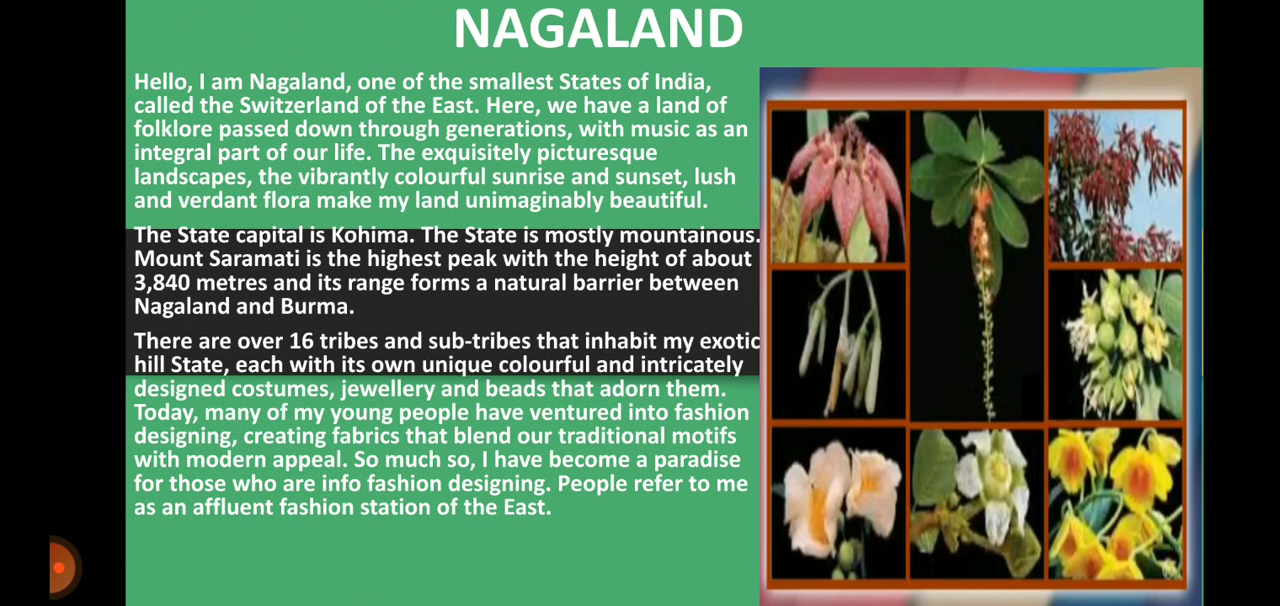 NAGALAND
Hello, I am Nagaland, one of the smallest States of India,
called the Switzerland of the East. Here, we have a land of
folklore passed down through generations, with music as an
integral part of our life. The exquisitely picturesque
landscapes, the vibrantly colourful sunrise and sunset, lush
and verdant flora make my land unimaginably beautiful.
The State capital is Kohima. The State is mostly mountainous.
Mount Saramati is the highest peak with the height of about
3,840 metres and its range forms a natural barrier between
Nagaland and Burma.
There are over 16 tribes and sub-tribes that inhabit my exotic
hill State, each with its own unique colourful and intricately
designed costumes, jewellery and beads that adorn them.
Today, many of my young people have ventured into fashion
designing, creating fabrics that blend our traditional motifs
with modern appeal. So much so, I have become a paradise
for those who are info fashion designing. People refer to me
as an affluent fashion station of the East.